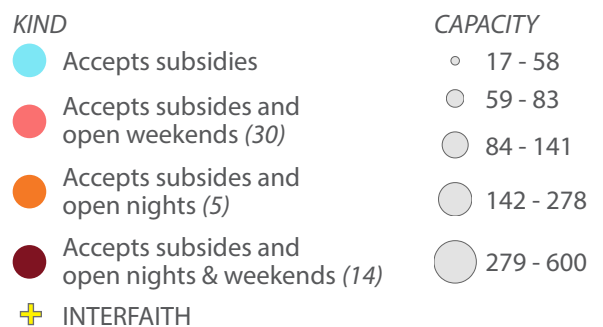 KIND
Accepts subsidies
Accepts subsides and
open weekends (30)
Accepts subsides and
open nights (5)
Accepts subsides and
open nights & weekends (14)
INTERFAITH
CAPACITY
17 - 58
59 - 83
84 - 141
142 - 278
279 - 600